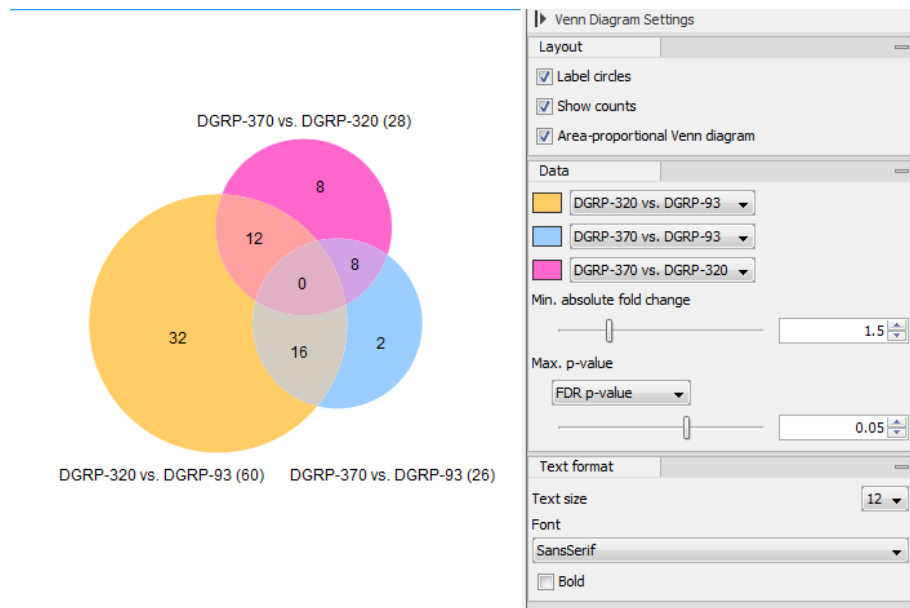 DGRP-370 vs. DGRP-320 (28)
8
12
8
0
32
16
2
DGRP-320 vs. DGRP-93 (60)
DGRP-370 vs. DGRP-93 (26)
Venn Diagram Settings
Layout
Label circles
Show counts
Area-proportional Venn diagram
Data
DGRP-320 vs. DGRP-93
DGRP-370 vs. DGRP-93
DGRP-370 vs. DGRP-320
Min. absolute fold change
1.5
Max. p-value
FDR p-value
0.05
Text format
Text size
12
Font
SansSerif
Bold